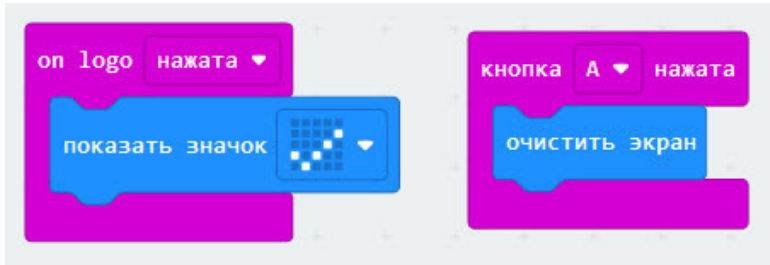 on logo нажата
показать значок
кнопка A нажата
очистить экран